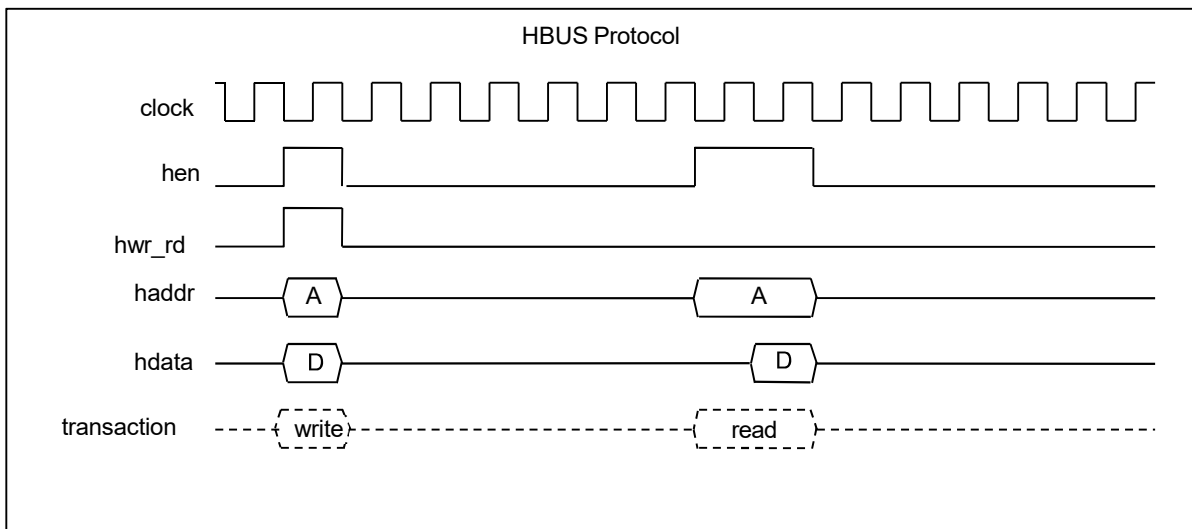 HBUS Protocol
clock
hen
hwr_rd
haddr A A
hdata D D
transaction write read